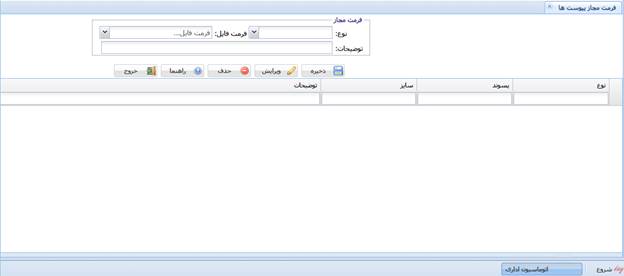 فرمت مجاز پیوست ها
فرمت مجاز
نوع: فرمت فایل: فرمت فایل...
توضیحات:
ذخیره ویرایش حذف راهنما خروج
نوع پسوند سایز توضیحات
شروع اتوماسیون اداری